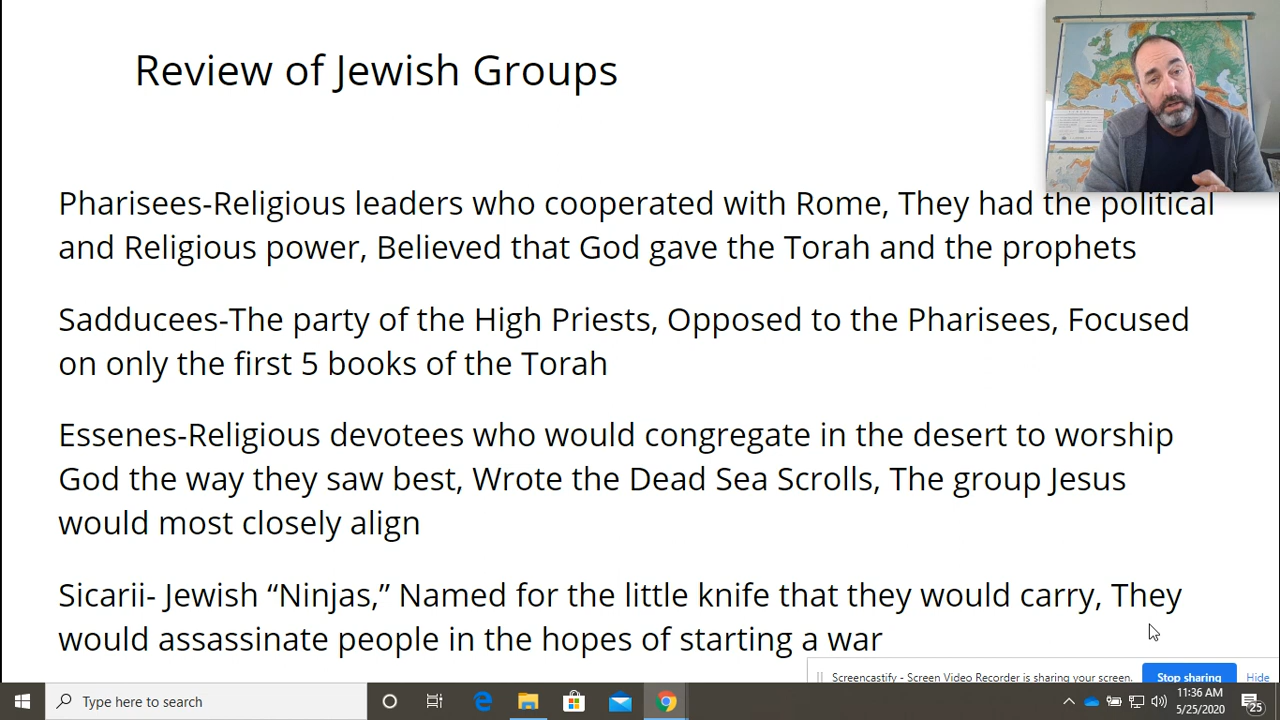 Review of Jewish Groups
Pharisees-Religious leaders who cooperated with Rome, They had the political
and Religious power, Believed that God gave the Torah and the prophets
Sadducees-The party of the High Priests, Opposed to the Pharisees, Focused
on only the first 5 books of the Torah
Essenes-Religious devotees who would congregate in the desert to worship
God the way they saw best, Wrote the Dead Sea Scrolls, The group Jesus
would most closely align
Sicarii- Jewish “Ninjas,” Named for the little knife that they would carry, They
would assassinate people in the hopes of starting a war
Screencastify - Screen Video Recorder is sharing your screen.
Stop sharing
Hide
Type here to search
11:36 AM
5/25/2020
25